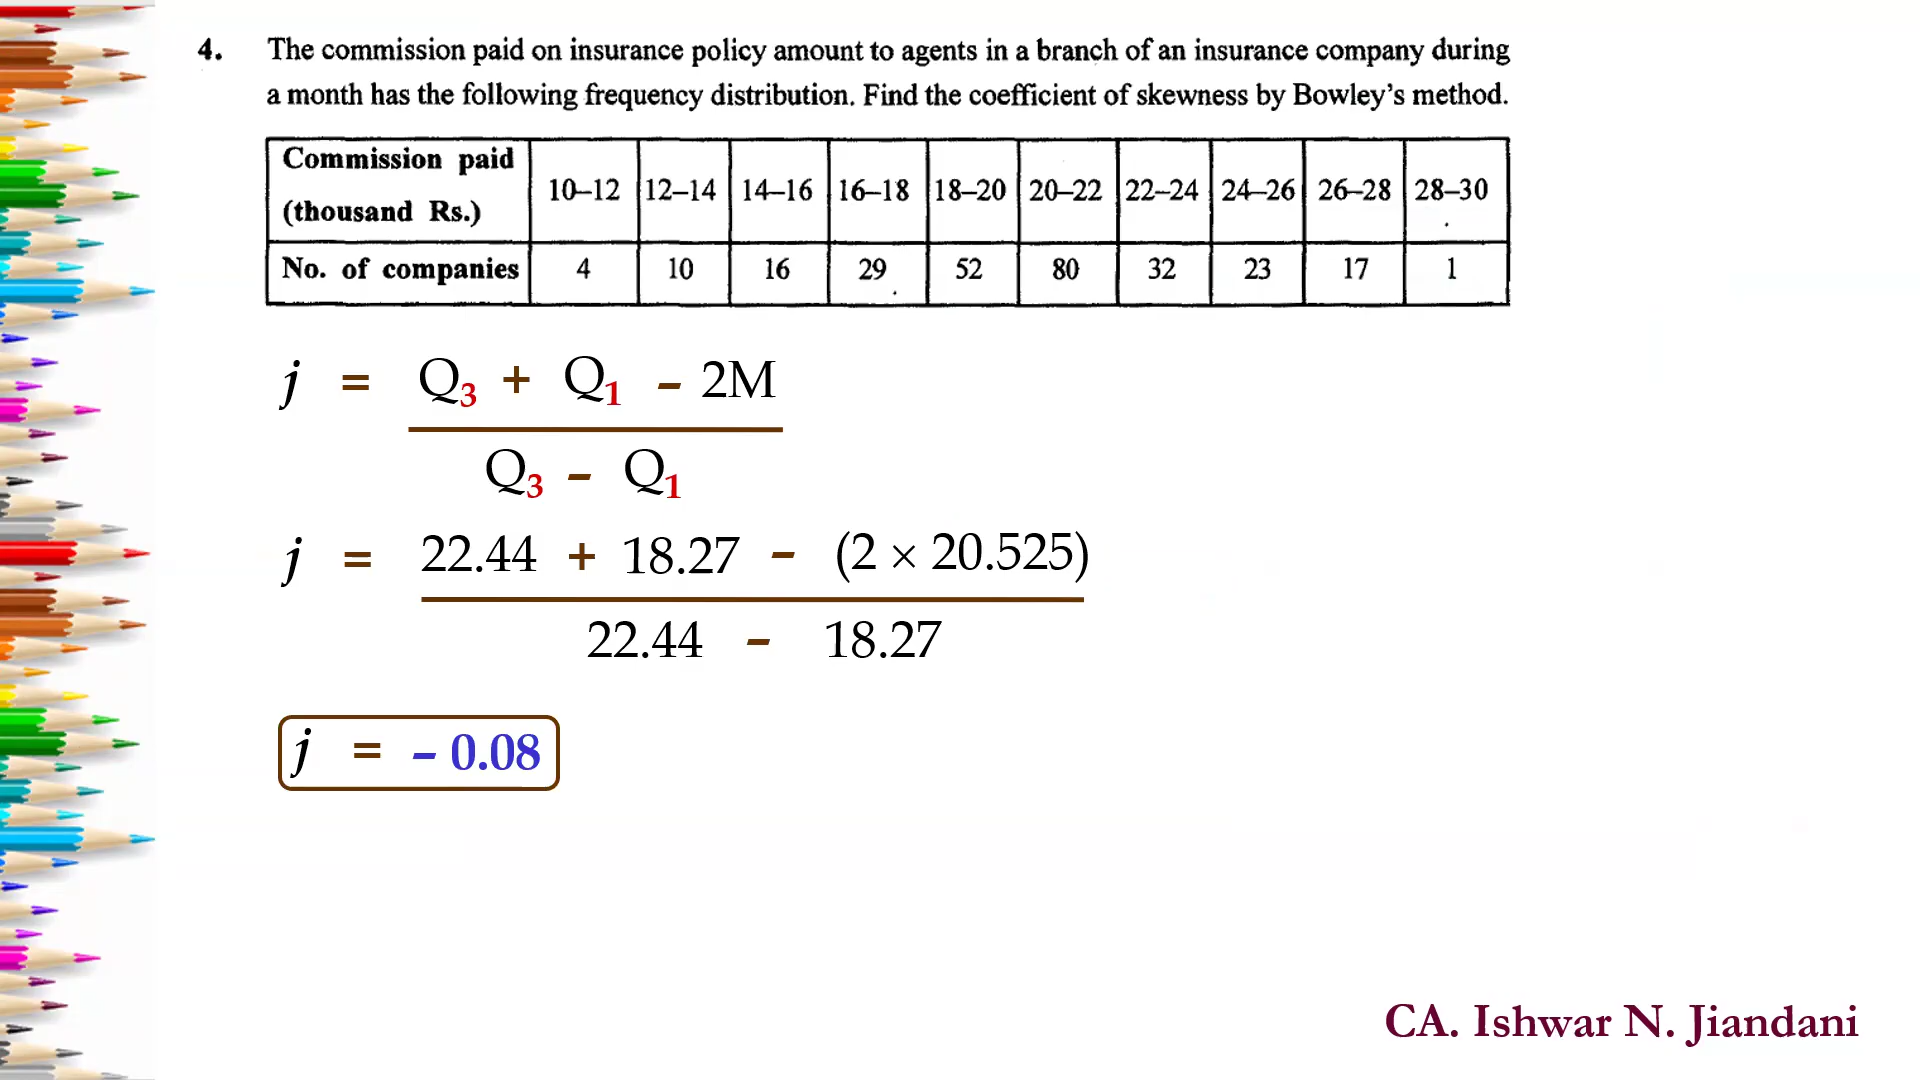 4. The commission paid on insurance policy amount to agents in a branch of an insurance company during
a month has the following frequency distribution. Find the coefficient of skewness by Bowley's method.
Commission paid (thousand Rs.) 10–12 12–14 14–16 16–18 18–20 20–22 22–24 24–26 26–28 28–30
No. of companies 4 10 16 29 52 80 32 23 17 1
j = Q3 + Q1 – 2M
Q3 – Q1
j = 22.44 + 18.27 – (2 × 20.525)
22.44 – 18.27
j = – 0.08
CA. Ishwar N. Jiandani